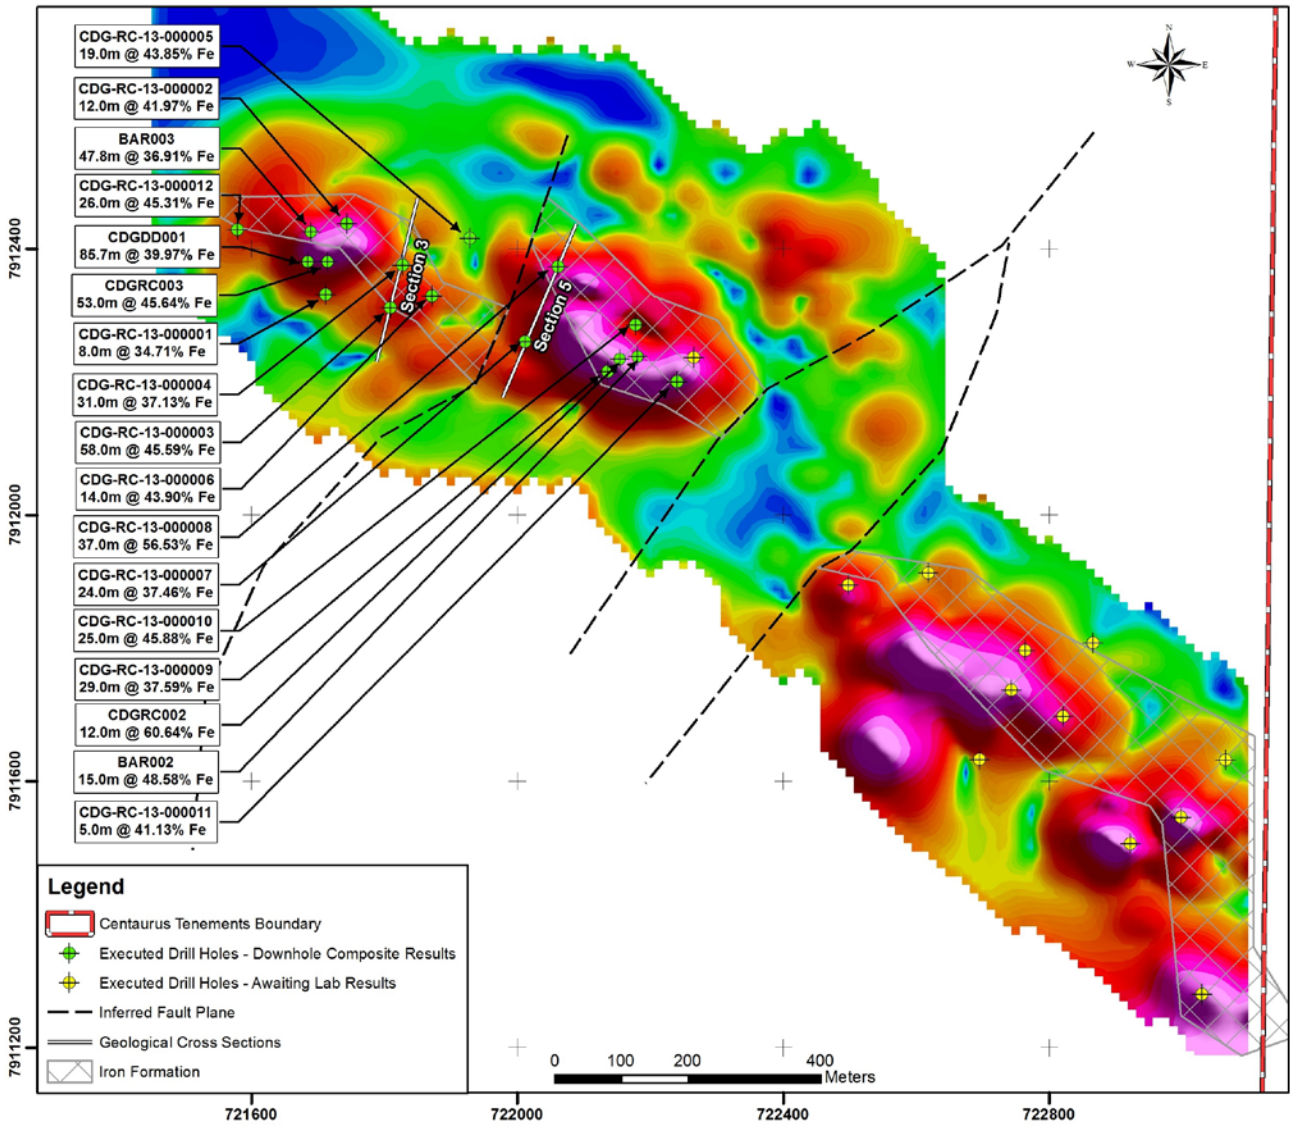 CDG-RC-13-000005
19.0m @ 43.85% Fe
CDG-RC-13-000002
12.0m @ 41.97% Fe
BAR003
47.8m @ 36.91% Fe
CDG-RC-13-000012
26.0m @ 45.31% Fe
CDGDD001
85.7m @ 39.97% Fe
CDGRC003
53.0m @ 45.64% Fe
CDG-RC-13-000001
8.0m @ 34.71% Fe
CDG-RC-13-000004
31.0m @ 37.13% Fe
CDG-RC-13-000003
58.0m @ 45.59% Fe
CDG-RC-13-000006
14.0m @ 43.90% Fe
CDG-RC-13-000008
37.0m @ 56.53% Fe
CDG-RC-13-000007
24.0m @ 37.46% Fe
CDG-RC-13-000010
25.0m @ 45.88% Fe
CDG-RC-13-000009
29.0m @ 37.59% Fe
CDGRC002
12.0m @ 60.64% Fe
BAR002
15.0m @ 48.58% Fe
CDG-RC-13-000011
5.0m @ 41.13% Fe
Section 3
Section 5
N
W
E
S
7912400
7912000
7911600
7911200
Legend
Centaurus Tenements Boundary
Executed Drill Holes - Downhole Composite Results
Executed Drill Holes - Awaiting Lab Results
Inferred Fault Plane
Geological Cross Sections
Iron Formation
0 100 200 400
Meters
721600 722000 722400 722800